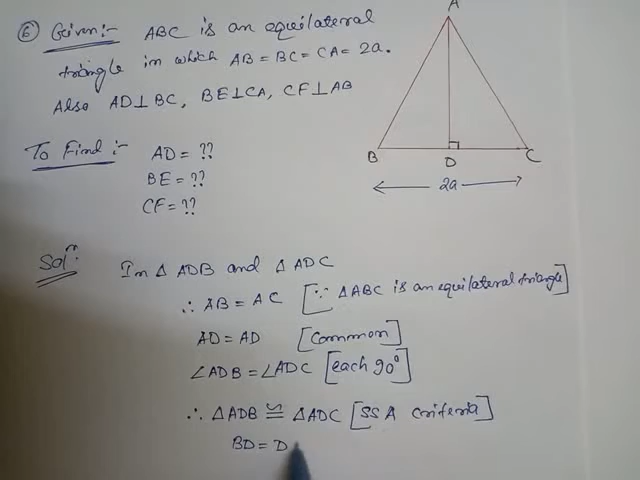 ⑥ Given:- ABC is an equilateral
triangle in which AB = BC = CA = 2a.
Also AD⊥BC, BE⊥CA, CF⊥AB
A
B
D
C
2a
To Find:- AD = ??
BE = ??
CF = ??
Solⁿ: In △ ADB and △ ADC
∴ AB = AC [∵ △ABC is an equilateral triangle]
AD = AD [Common]
∠ADB = ∠ADC [each 90°]
∴ △ADB ≅ △ADC [SSA Criteria]
BD = D